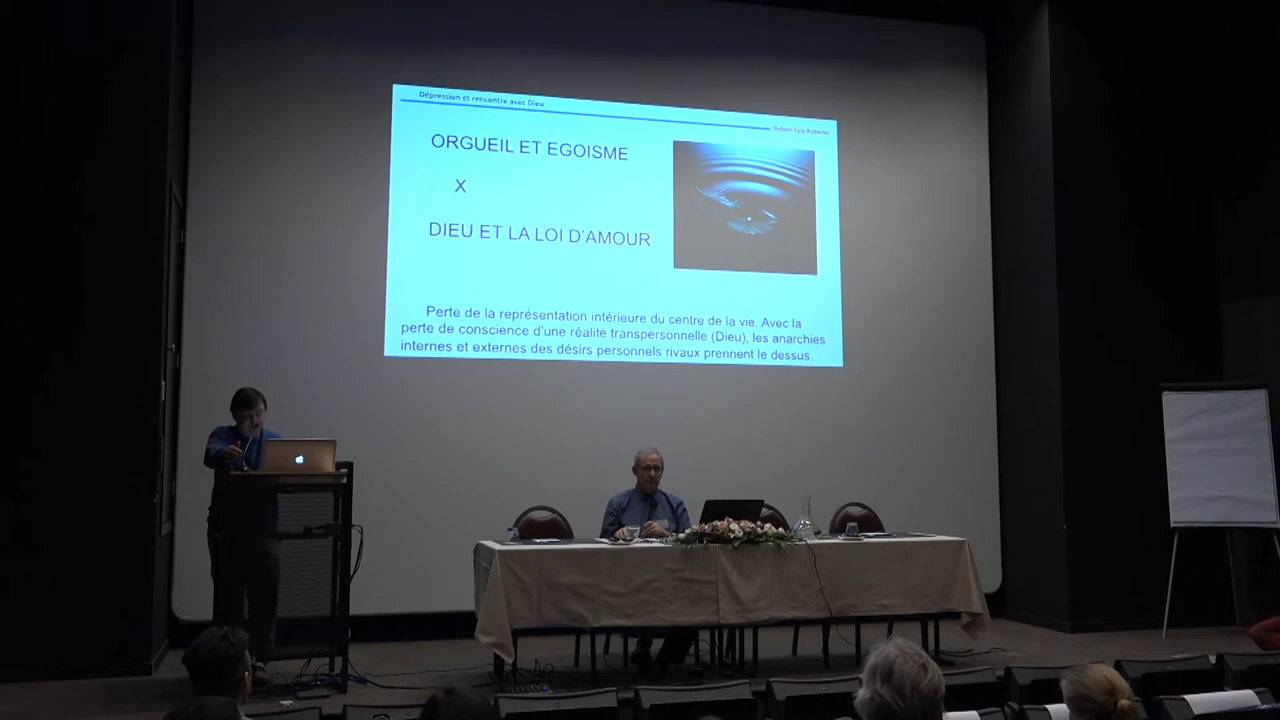 Dépression et rencontre avec Dieu
Luiz Roberto
ORGUEIL ET EGOISME
X
DIEU ET LA LOI D'AMOUR
Perte de la représentation intérieure du centre de la vie. Avec la
perte de conscience d'une réalité transpersonnelle (Dieu), les anarchies
internes et externes des désirs personnels rivaux prennent le dessus.